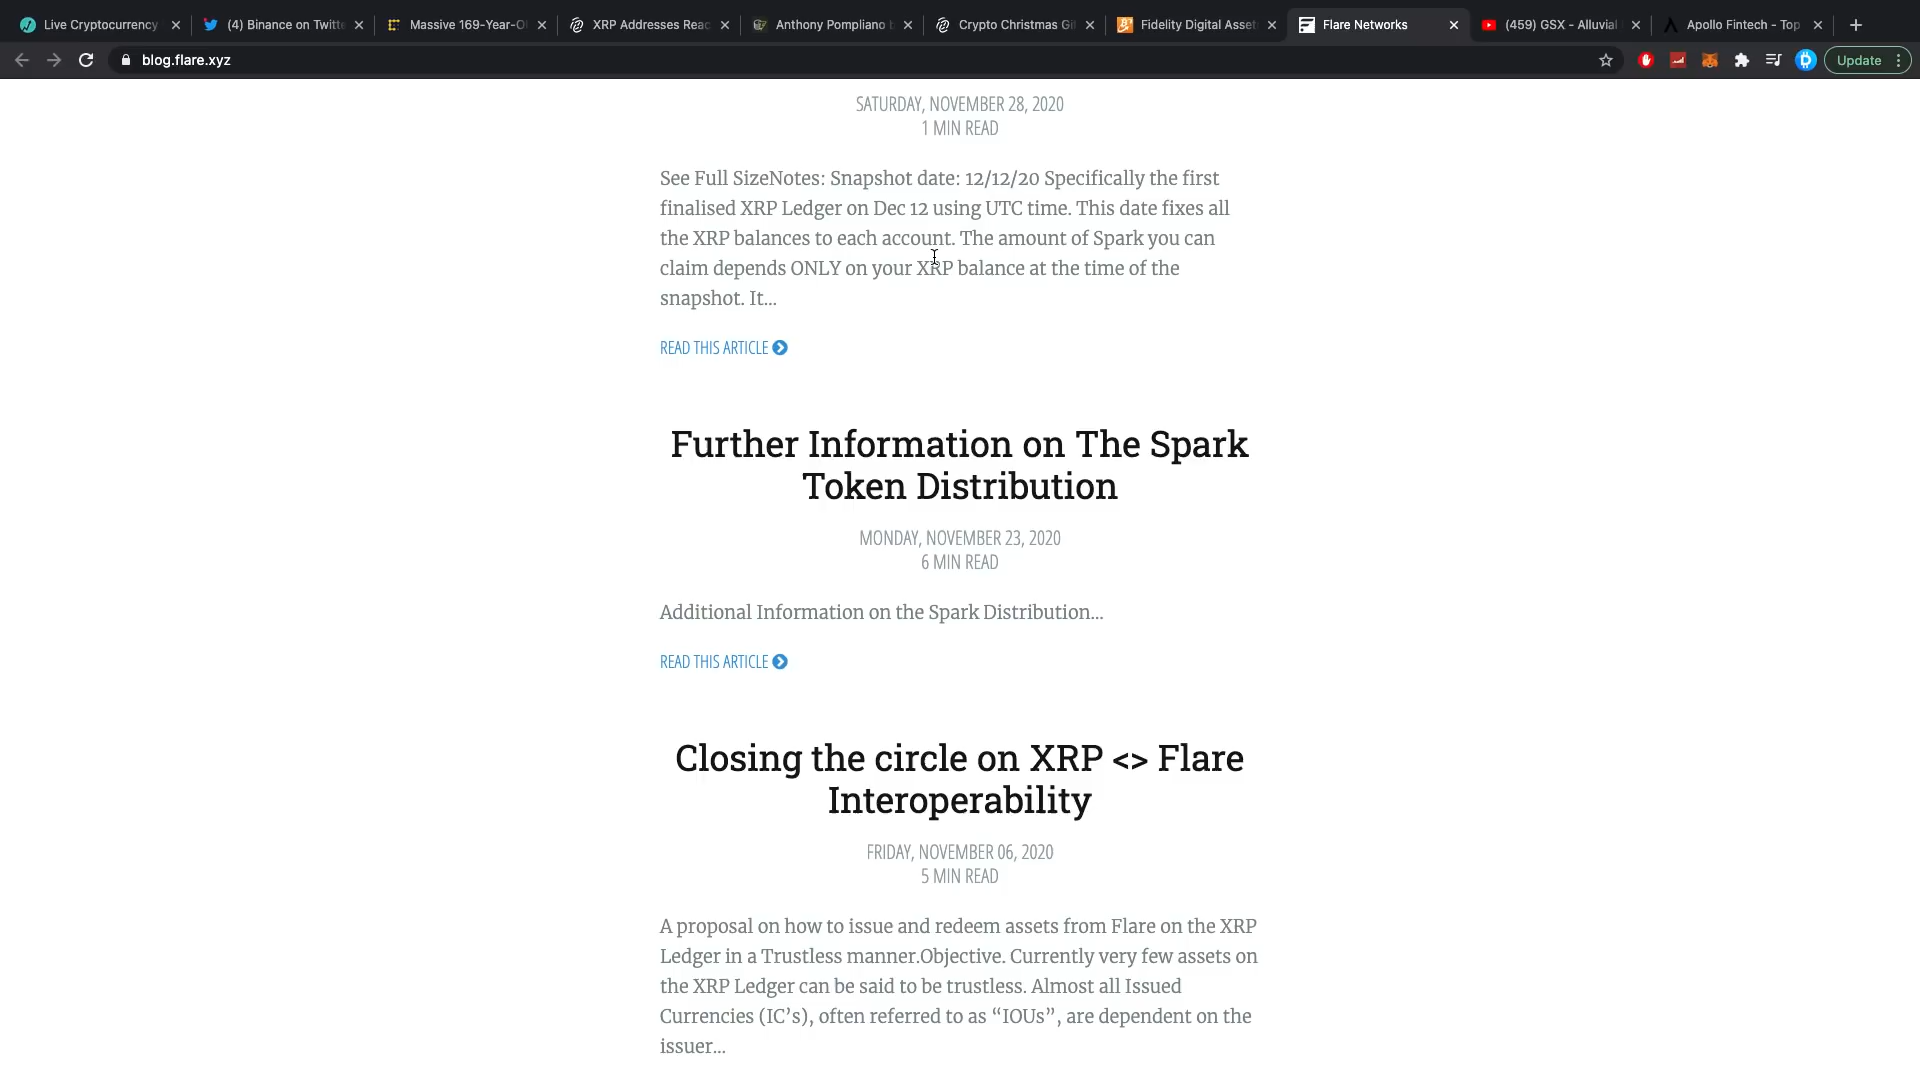 Live Cryptocurrency
(4) Binance on Twitte
Massive 169-Year-O
XRP Addresses Reac
Anthony Pompliano
Crypto Christmas Gi
Fidelity Digital Asset
Flare Networks
(459) GSX - Alluvial
Apollo Fintech - Top
blog.flare.xyz
Update
SATURDAY, NOVEMBER 28, 2020
1 MIN READ
See Full SizeNotes: Snapshot date: 12/12/20 Specifically the first
finalised XRP Ledger on Dec 12 using UTC time. This date fixes all
the XRP balances to each account. The amount of Spark you can
claim depends ONLY on your XRP balance at the time of the
snapshot. It...
READ THIS ARTICLE
Further Information on The Spark
Token Distribution
MONDAY, NOVEMBER 23, 2020
6 MIN READ
Additional Information on the Spark Distribution...
READ THIS ARTICLE
Closing the circle on XRP <> Flare
Interoperability
FRIDAY, NOVEMBER 06, 2020
5 MIN READ
A proposal on how to issue and redeem assets from Flare on the XRP
Ledger in a Trustless manner.Objective. Currently very few assets on
the XRP Ledger can be said to be trustless. Almost all Issued
Currencies (IC’s), often referred to as “IOUs”, are dependent on the
issuer...